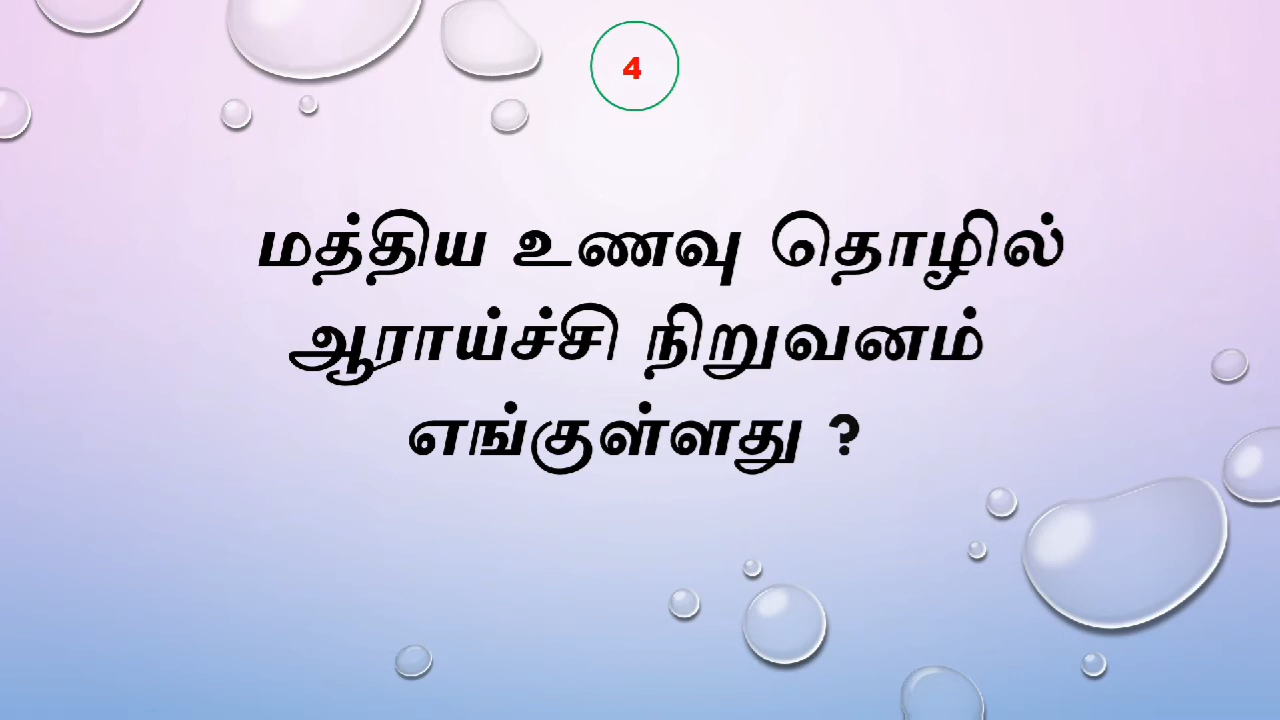 4
மத்திய உணவு தொழில்
ஆராய்ச்சி நிறுவனம்
எங்குள்ளது ?